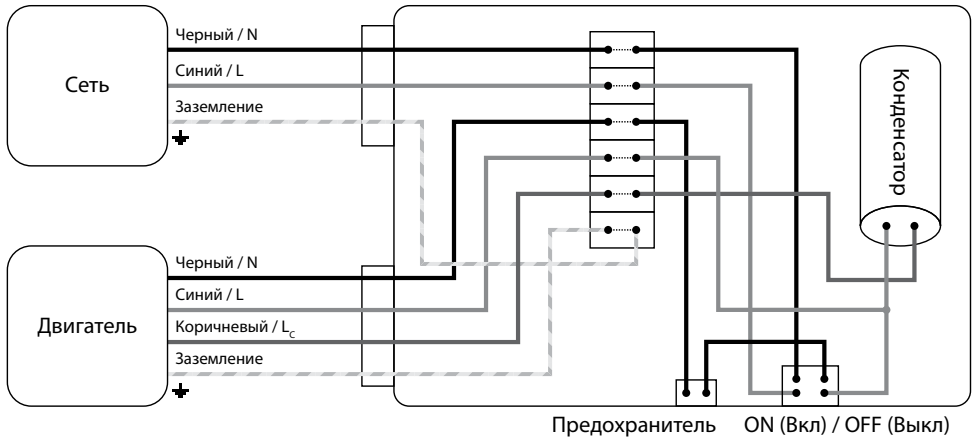 Сеть
Черный / N
Синий / L
Заземление
Конденсатор
Двигатель
Черный / N
Синий / L
Коричневый / Lc
Заземление
Предохранитель
ON (Вкл) / OFF (Выкл)